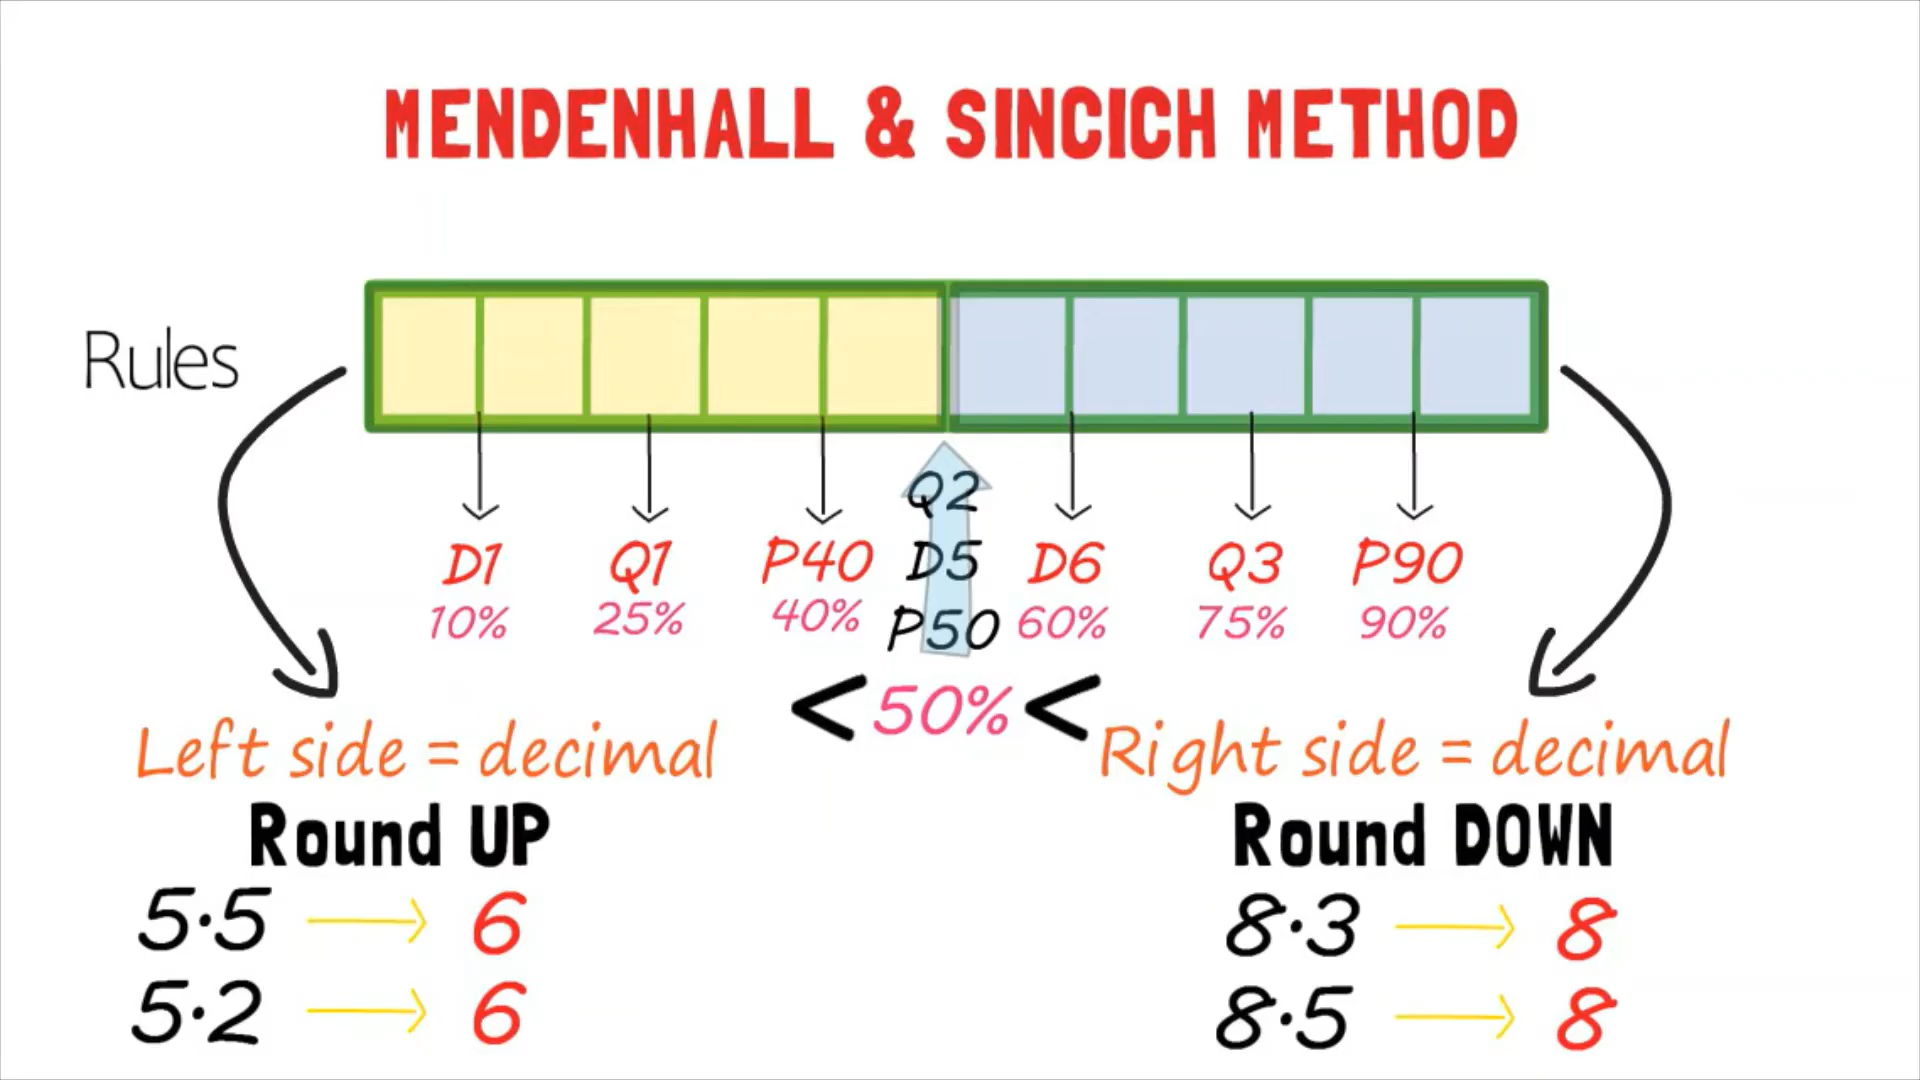 MENDENHALL & SINCICH METHOD
Rules
Q2
D1 Q1 P40 D5 D6 Q3 P90
10% 25% 40% P50 60% 75% 90%
< 50% <
Left side = decimal Right side = decimal
Round UP Round DOWN
5.5 → 6 8.3 → 8
5.2 → 6 8.5 → 8